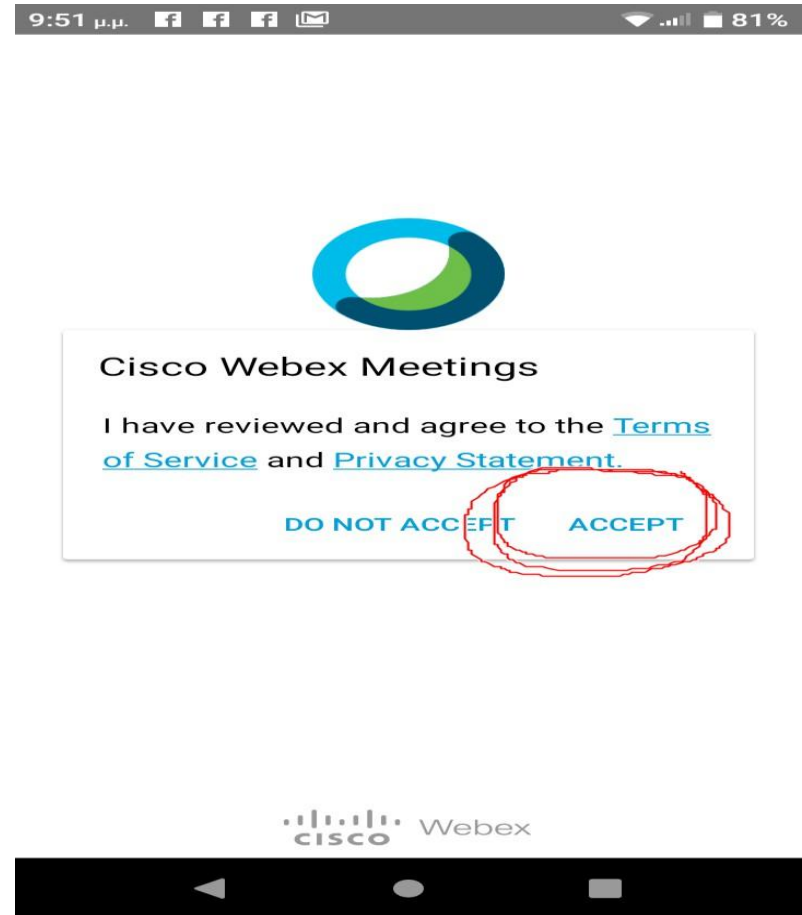 9:51 μ.μ. 81%
Cisco Webex Meetings
I have reviewed and agree to the Terms
of Service and Privacy Statement.
DO NOT ACCEPT ACCEPT
CISCO Webex